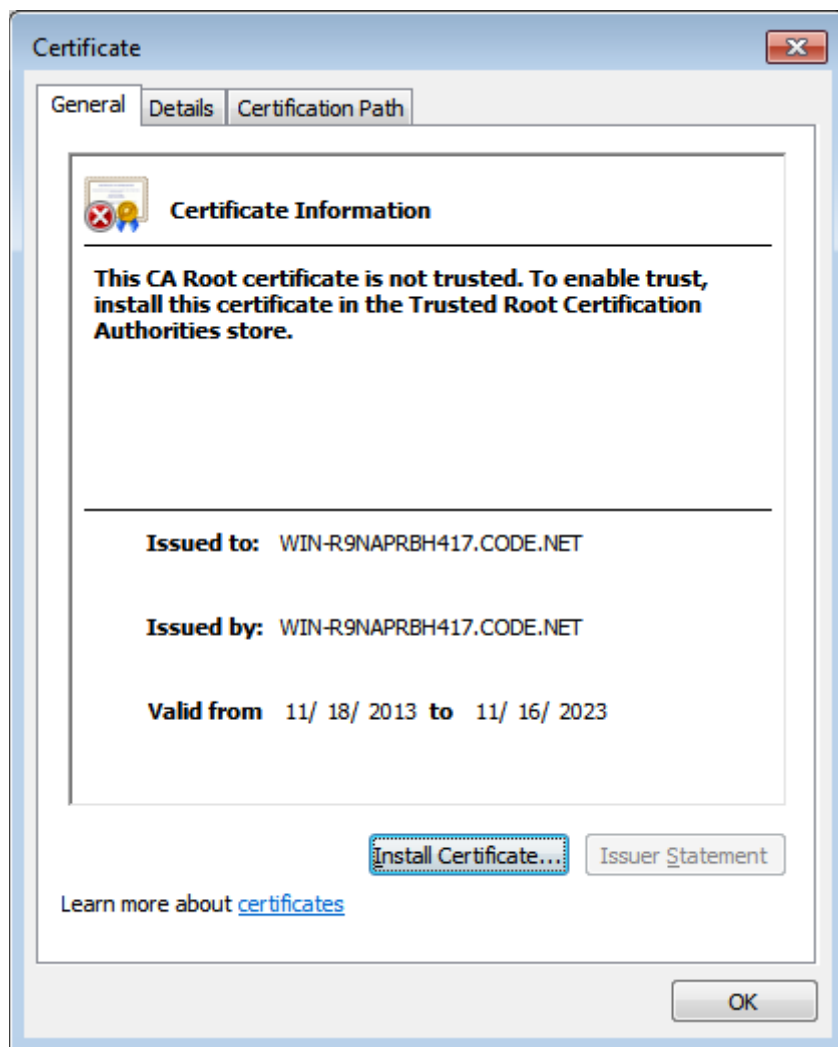 Certificate
General Details Certification Path
Certificate Information
This CA Root certificate is not trusted. To enable trust,
install this certificate in the Trusted Root Certification
Authorities store.
Issued to: WIN-R9NAPRBH417.CODE.NET
Issued by: WIN-R9NAPRBH417.CODE.NET
Valid from 11/ 18/ 2013 to 11/ 16/ 2023
Install Certificate... Issuer Statement
Learn more about certificates
OK